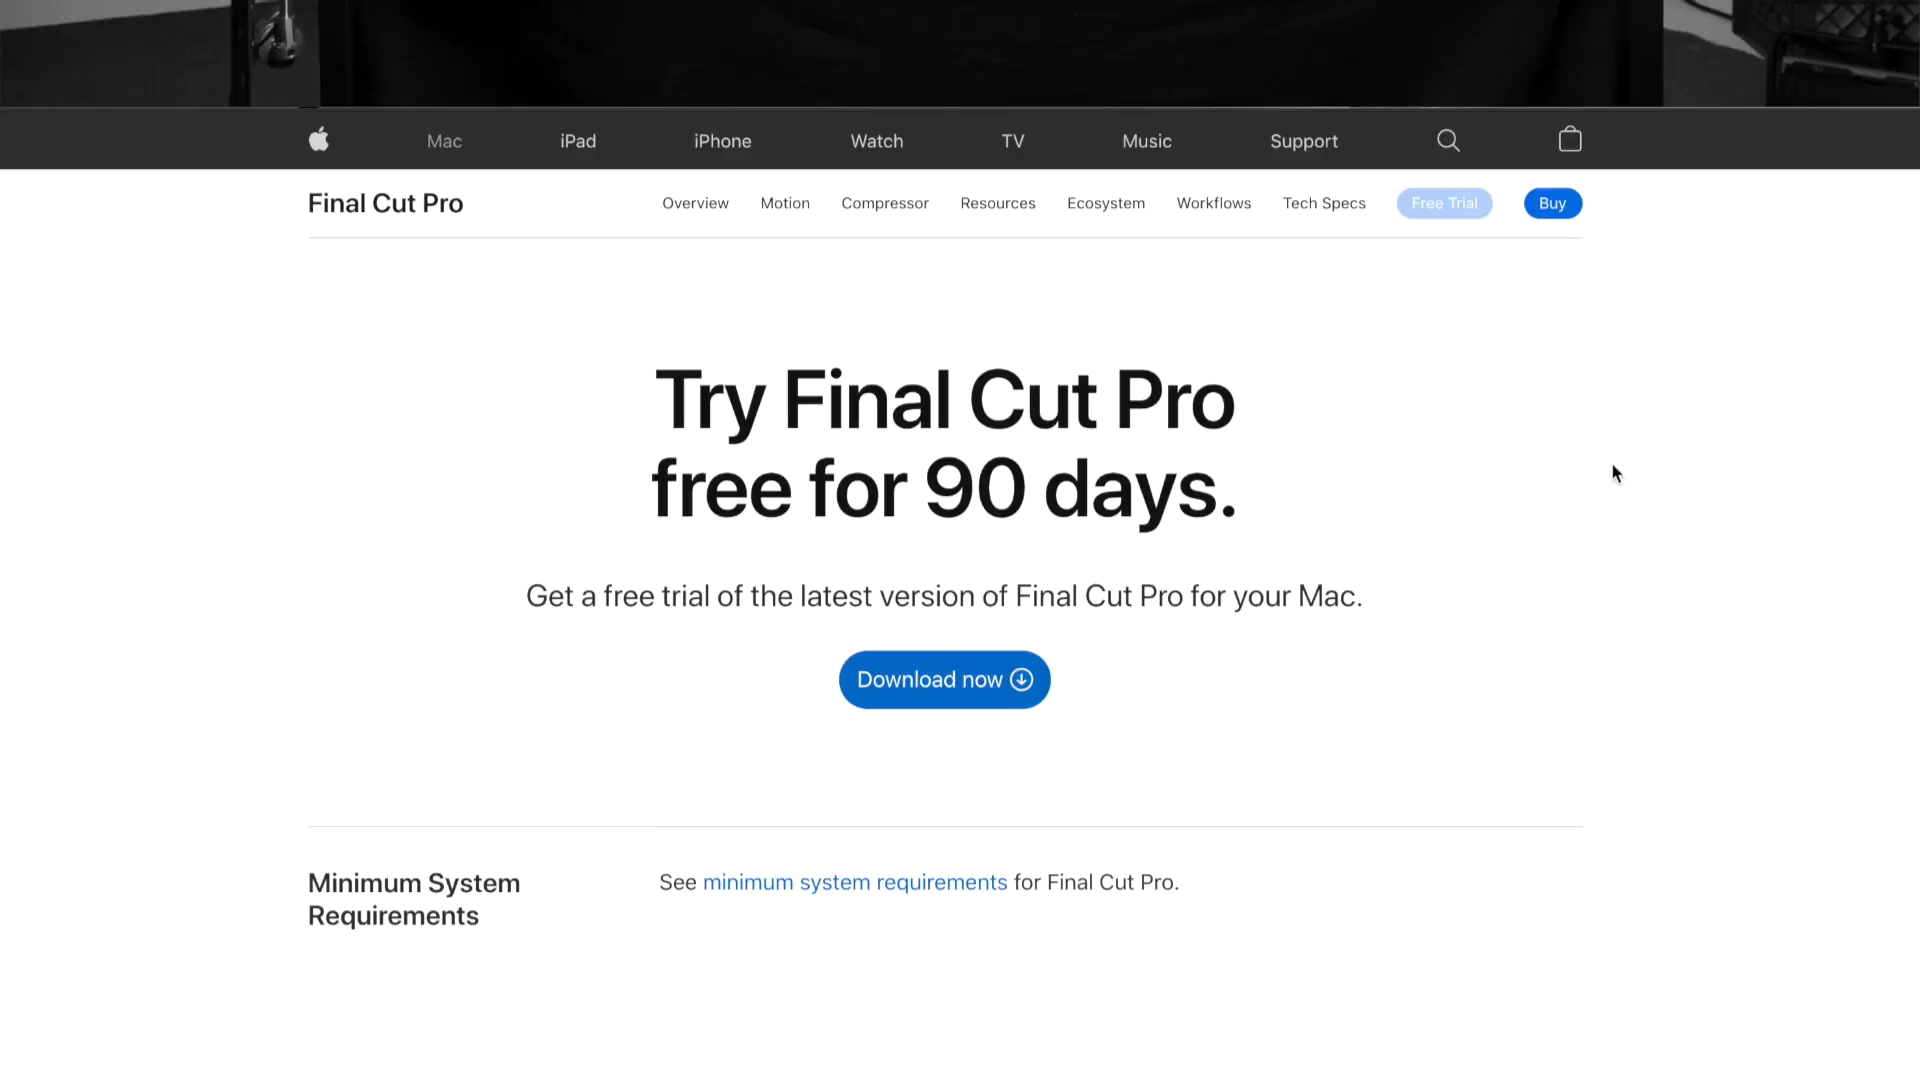 Mac iPad iPhone Watch TV Music Support
Final Cut Pro Overview Motion Compressor Resources Ecosystem Workflows Tech Specs Free Trial Buy
Try Final Cut Pro
free for 90 days.
Get a free trial of the latest version of Final Cut Pro for your Mac.
Download now
Minimum System
Requirements
See minimum system requirements for Final Cut Pro.